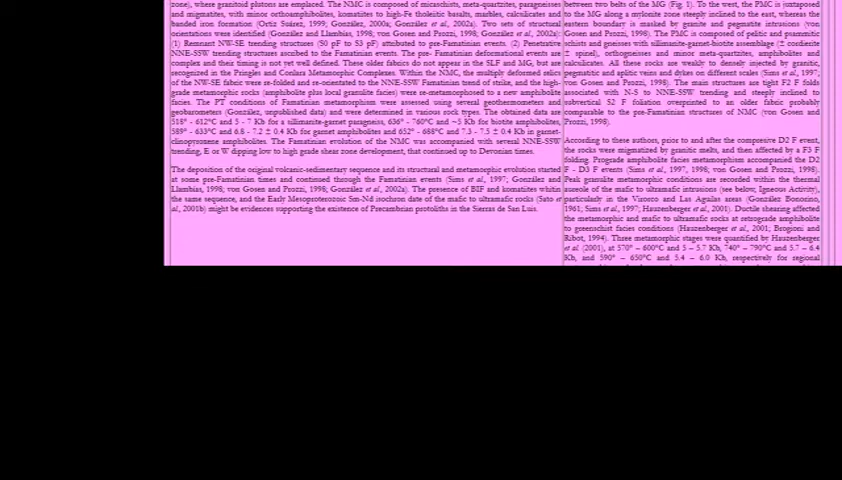 zone), where granitoid plutons are emplaced. The NMC is composed of micaschists, meta-quartzites, paragneisses
and migmatites, with minor orthoamphibolits, komatiites to high-Fe tholeiitic basalts, marbles, calcsilicates and
banded iron formation (Ortiz Suárez, 1999; González, 2000a; González et al., 2002a). Two sets of structural
orientations were identified (González and Llambías, 1998; von Gosen and Prozzi, 1998; González et al., 2002a):
(1) Remnant NW-SE trending structures (S0 pF to S3 pF) attributed to pre-Famatinian events. (2) Penetrative
NNE-SSW trending structures ascribed to the Famatinian events. The pre- Famatinian deformational events are
complex and their timing is not yet well defined. These older fabrics do not appear in the SLF and MG, but are
recognized in the Pringles and Conlara Metamorphic Complexes. Within the NMC, the multiply deformed slices
of the NW-SE fabric were re-folded and re-orientated to the NNE-SSW Famatinian trend of strike, and the high-
grade metamorphic rocks (amphibolite plus local granulite facies) were re-metamorphosed to a new amphibolite
facies. The PT conditions of Famatinian metamorphism were assessed using several geothermometers and
geobarometers (González, unpublished data) and were determined in various rock types. The obtained data are
518° - 612°C and 5 - 7 Kb for a sillimanite-garnet paragneiss, 636° - 760°C and ~5 Kb for biotite amphibolites,
589° - 633°C and 6.8 - 7.2 ± 0.4 Kb for garnet amphibolites and 652° - 688°C and 7.3 - 7.5 ± 0.4 Kb in garnet-
clinopyroxene amphibolites. The Famatinian evolution of the NMC was accompanied with several NNE-SSW
trending, E or W dipping low to high grade shear zone development, that continued up to Devonian times.
The deposition of the original volcanic-sedimentary sequence and its structural and metamorphic evolution started
at some pre-Famatinian times and continued through the Famatinian events (Sims et al., 1997; González and
Llambías, 1998; von Gosen and Prozzi, 1998; González et al., 2002a). The presence of BIF and komatiites whitin
the same sequence, and the Early Mesoproterozoic Sm-Nd isochron date of the mafic to ultramafic rocks (Sato et
al., 2001b) might be evidences supporting the existence of Precambrian protoliths in the Sierras de San Luis.
between two belts of the MG (Fig. 1). To the west, the PMC is juxtaposed
to the MG along a mylonite zone steeply inclined to the east, whereas the
eastern boundary is masked by granite and pegmatite intrusions (von
Gosen and Prozzi, 1998). The PMC is composed of pelitic and psammitic
schists and gneisses with sillimanite-garnet-biotite assemblage (± cordierite
± spinel), orthogneisses and minor meta-quartzites, amphibolites and
calcsilicates. All these rocks are weakly to densely injected by granitic,
pegmatitic and aplitic veins and dykes on different scales (Sims et al., 1997;
von Gosen and Prozzi, 1998). The main structures are tight F2 F folds
associated with N-S to NNE-SSW trending and steeply inclined to
subvertical S2 F foliation overprinted to an older fabric probably
comparable to the pre-Famatinian structures of NMC (von Gosen and
Prozzi, 1998).
According to these authors, prior to and after the compresive D2 F event,
the rocks were migmatized by granitic melts, and then affected by a F3 F
folding. Prograde amphibolite facies metamorphism accompanied the D2
F - D3 F events (Sims et al., 1997, 1998; von Gosen and Prozzi, 1998).
Peak granulite metamorphic conditions are recorded within the thermal
aureole of the mafic to ultramafic intrusions (see below, Igneous Activity),
particularly in the Virorco and Las Aguilas areas (González Bonorino,
1961; Sims et al., 1997; Hauzenberger et al., 2001). Ductile shearing affected
the metamorphic and mafic to ultramafic rocks at retrograde amphibolite
to greenschist facies conditions (Hauzenberger et al., 2001; Brogioni and
Ribot, 1994). Three metamorphic stages were quantified by Hauzenberger
et al. (2001), at 570° – 600°C and 5 – 5.7 Kb, 740° – 790°C and 5.7 – 6.4
Kb, and 590° – 650°C and 5.4 – 6.0 Kb, respectively for regional